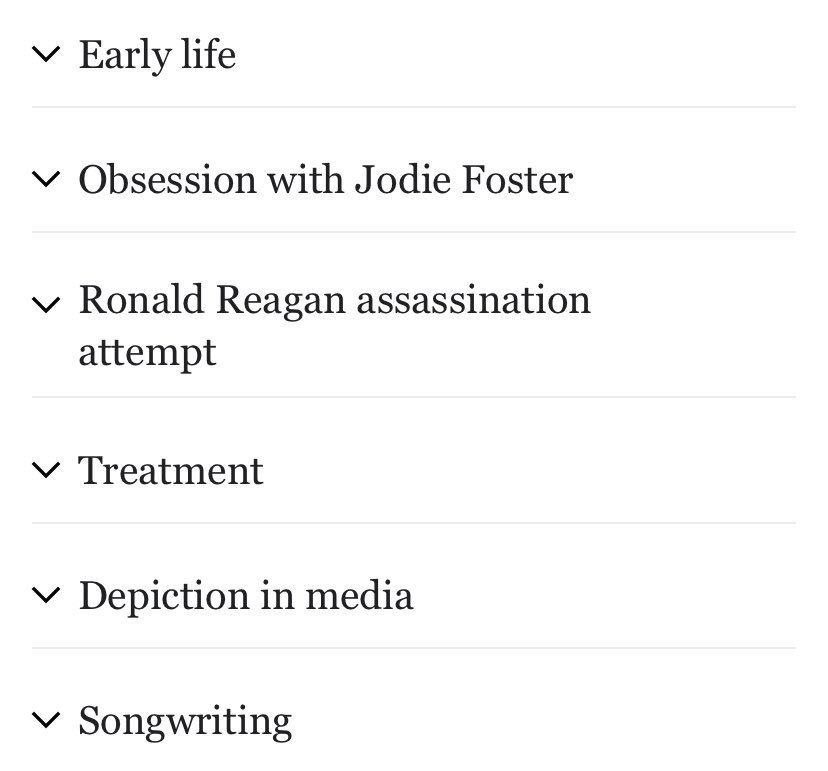 Early life
Obsession with Jodie Foster
Ronald Reagan assassination
attempt
Treatment
Depiction in media
Songwriting